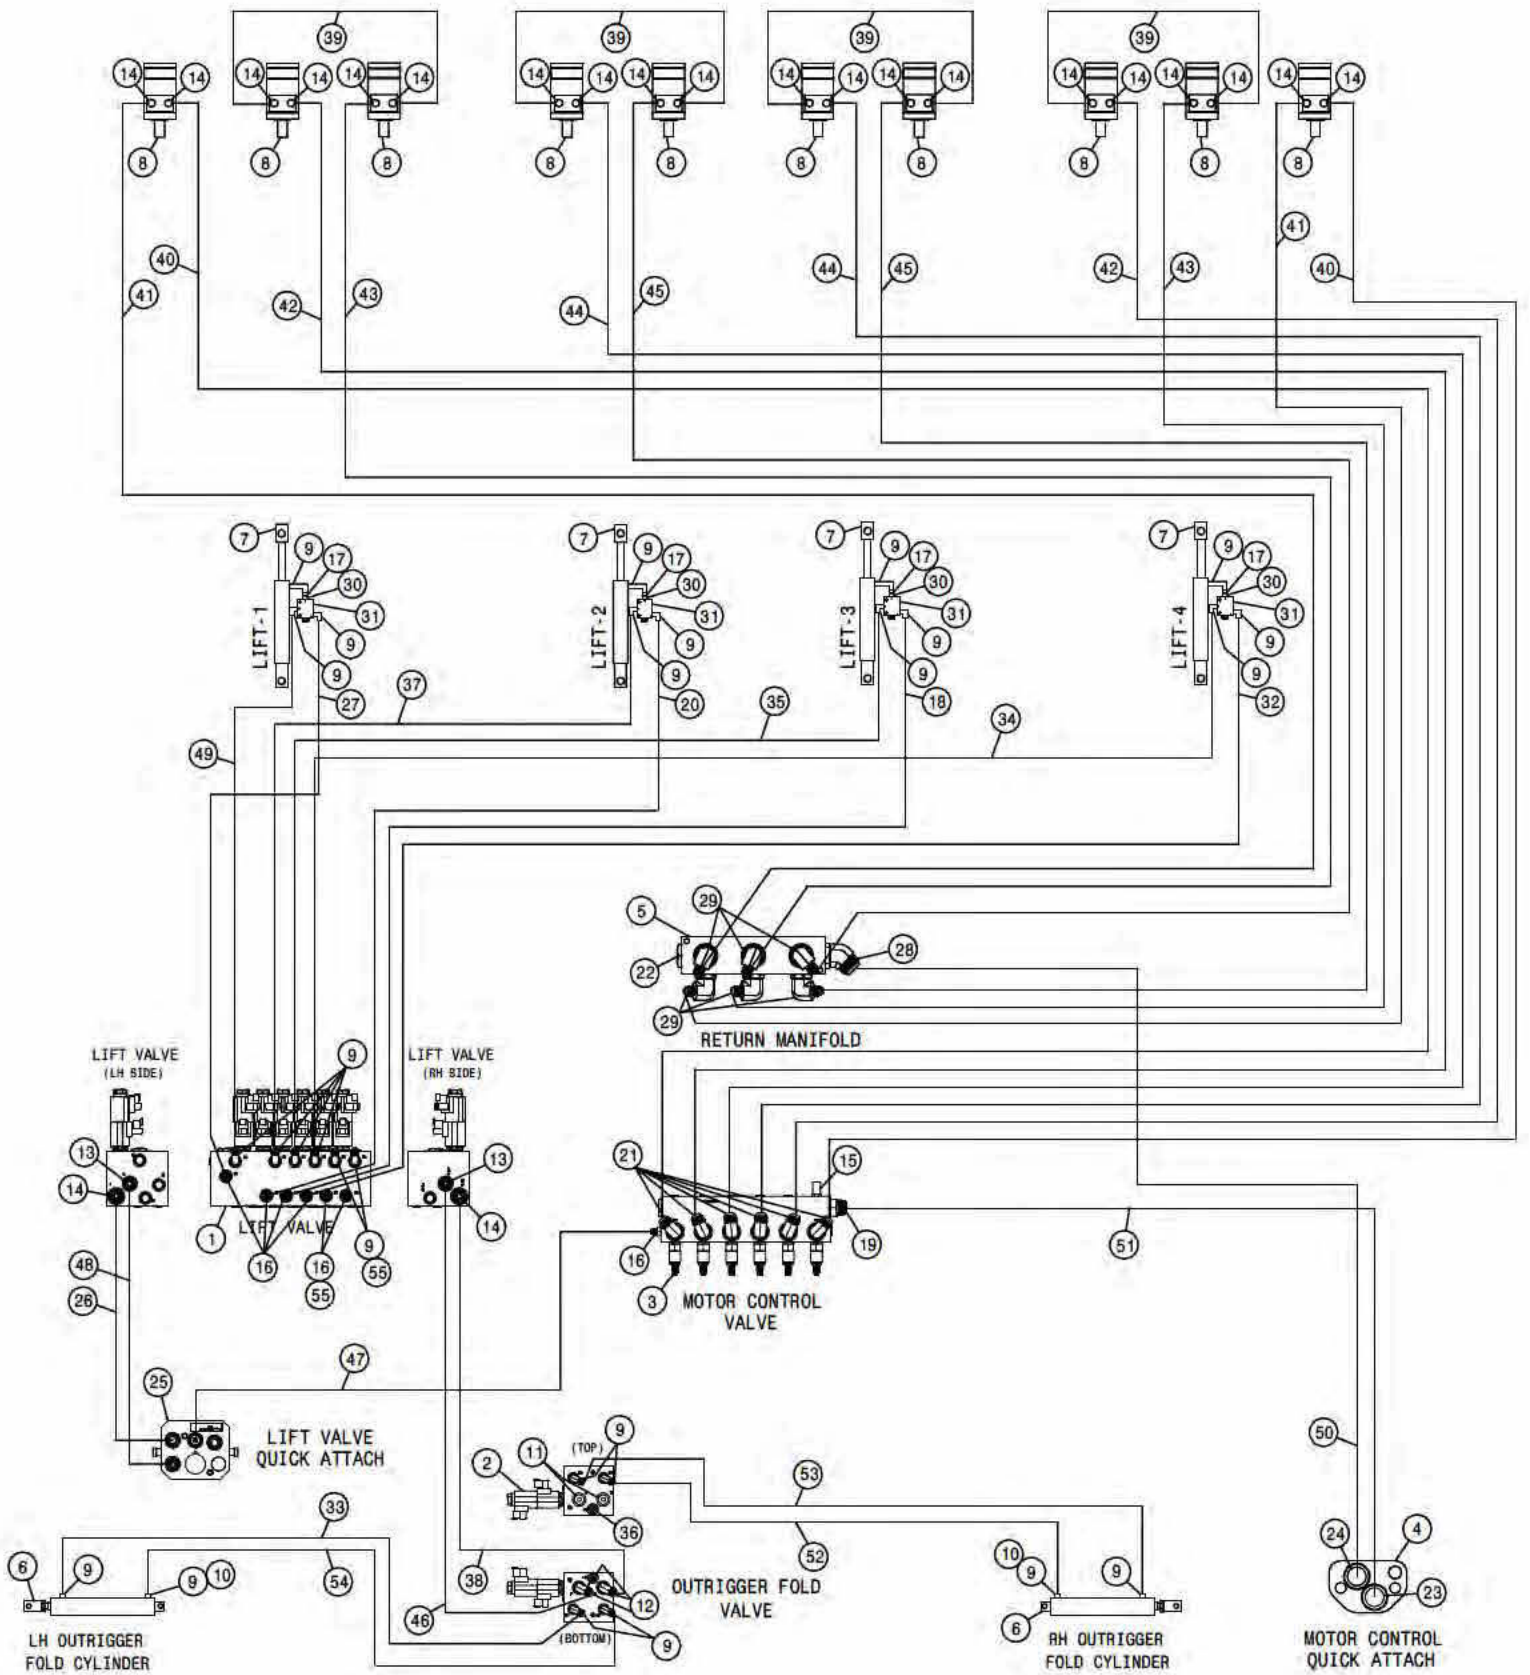 39 39 39 39
14 14 14 14 14 14 14 14 14 14 14 14 14 14 14 14 14 14 14 14
8 8 8 8 8 8 8 8 8 8
41
40 44 45 42 43 40
41 42 43 44 45
7 9 17 30 31 9 9 27
LIFT-1
7 9 17 30 31 9 9 20
LIFT-2
7 9 17 30 31 9 9 18
LIFT-3
7 9 17 30 31 9 9 32
LIFT-4
37
35
34
49
5 29
22 28
29
RETURN MANIFOLD
LIFT VALVE
(LH SIDE)
9
LIFT VALVE
(RH SIDE)
13 14
13 14
1
LIFT VALVE
16 16 9
55 55
21 15
16 19
3
MOTOR CONTROL
VALVE
51
48
26
47
25
LIFT VALVE
QUICK ATTACH
2 11 (TOP) 9
36
53
52
50
33
54
38
46
12
(BOTTOM) 9
OUTRIGGER FOLD
VALVE
6 9 9 10
LH OUTRIGGER
FOLD CYLINDER
10 9 9
6
RH OUTRIGGER
FOLD CYLINDER
24 4
23
MOTOR CONTROL
QUICK ATTACH